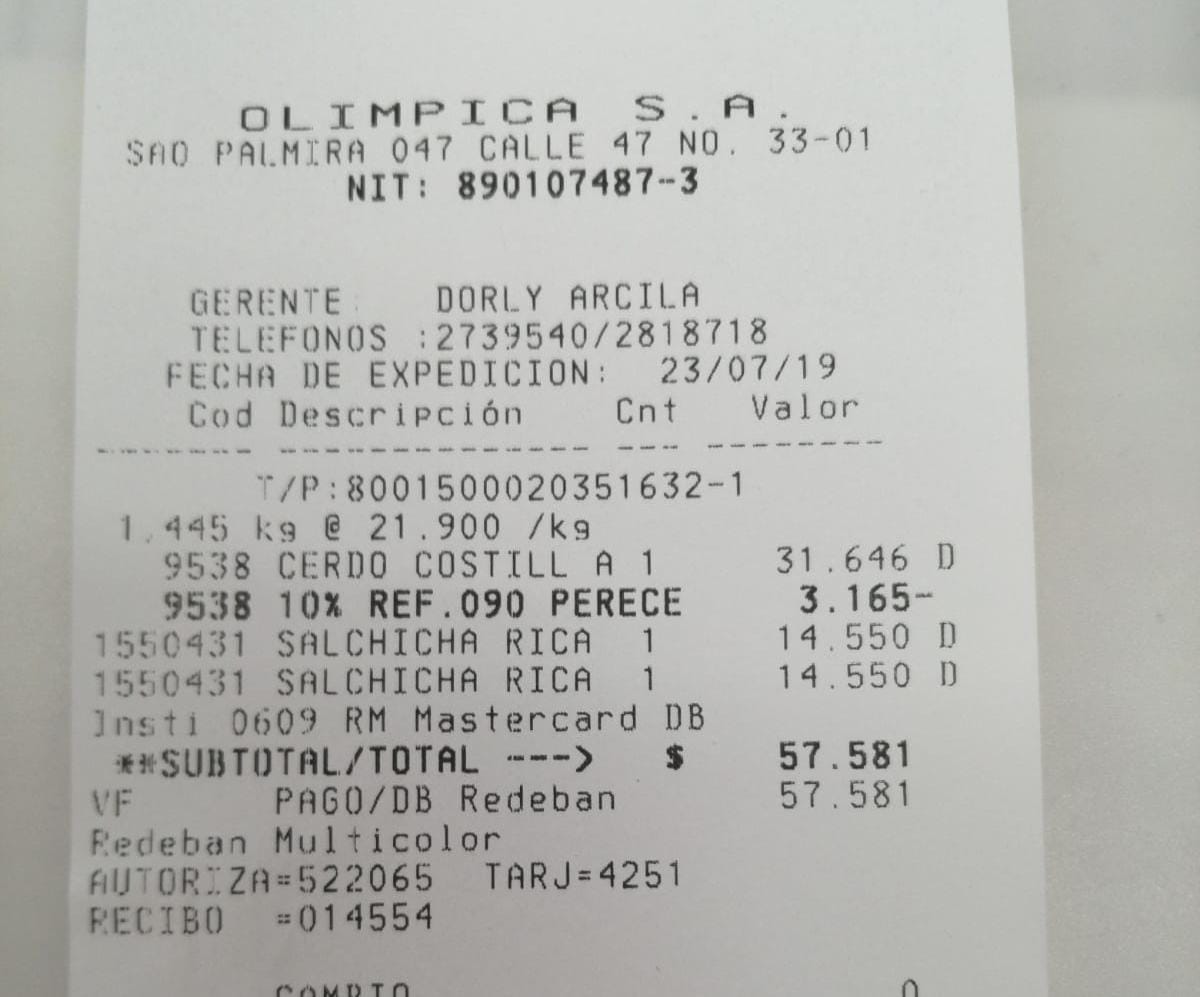 OLIMPICA S.A.
SAO PALMIRA 047 CALLE 47 NO. 33-01
NIT: 890107487-3
GERENTE: DORLY ARCILA
TELEFONOS :2739540/2818718
FECHA DE EXPEDICION: 23/07/19
Cod Descripción Cnt Valor
-------- -------------- --- --------
T/P:8001500020351632-1
1.445 kg @ 21.900 /kg
9538 CERDO COSTILL A 1 31.646 D
9538 10% REF.090 PERECE 3.165-
1550431 SALCHICHA RICA 1 14.550 D
1550431 SALCHICHA RICA 1 14.550 D
Insti 0609 RM Mastercard DB
**SUBTOTAL/TOTAL ---> $ 57.581
VF PAGO/DB Redeban 57.581
Redeban Multicolor
AUTORIZA=522065 TARJ=4251
RECIBO =014554
CAMBIO 0